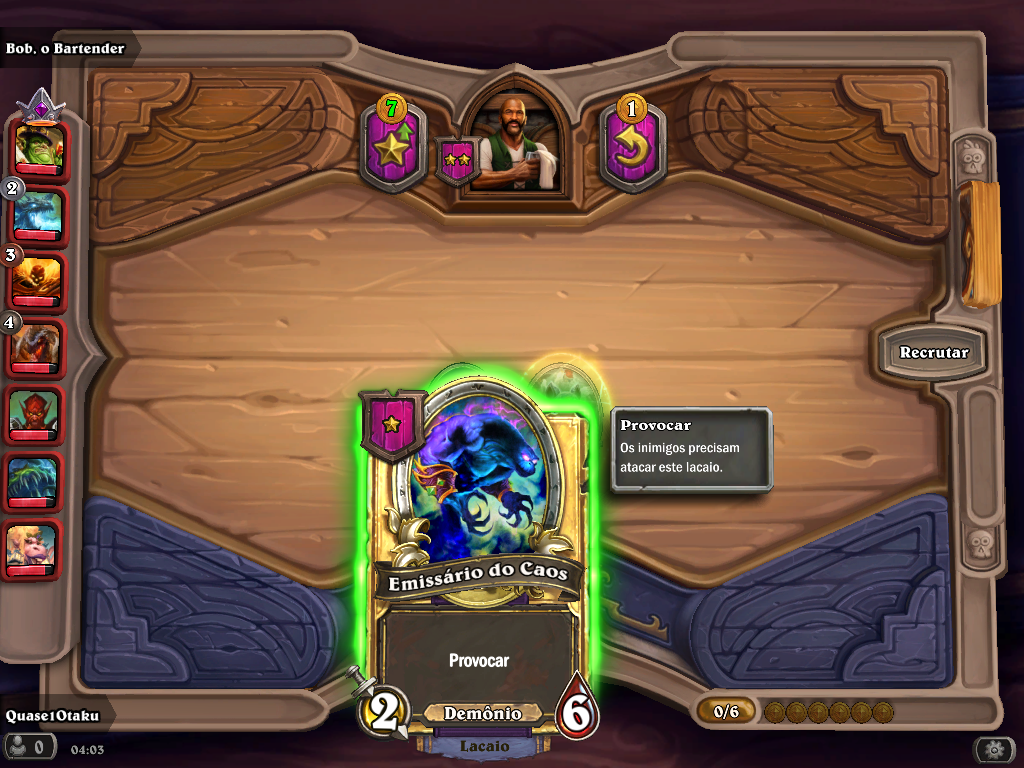 Bob, o Bartender
7
1
2
3
4
Recrutar
Provocar
Os inimigos precisam
atacar este lacaio.
Emissário do Caos
Provocar
2
Demônio
6
Lacaio
0/6
Quase1Otaku
0
04:03